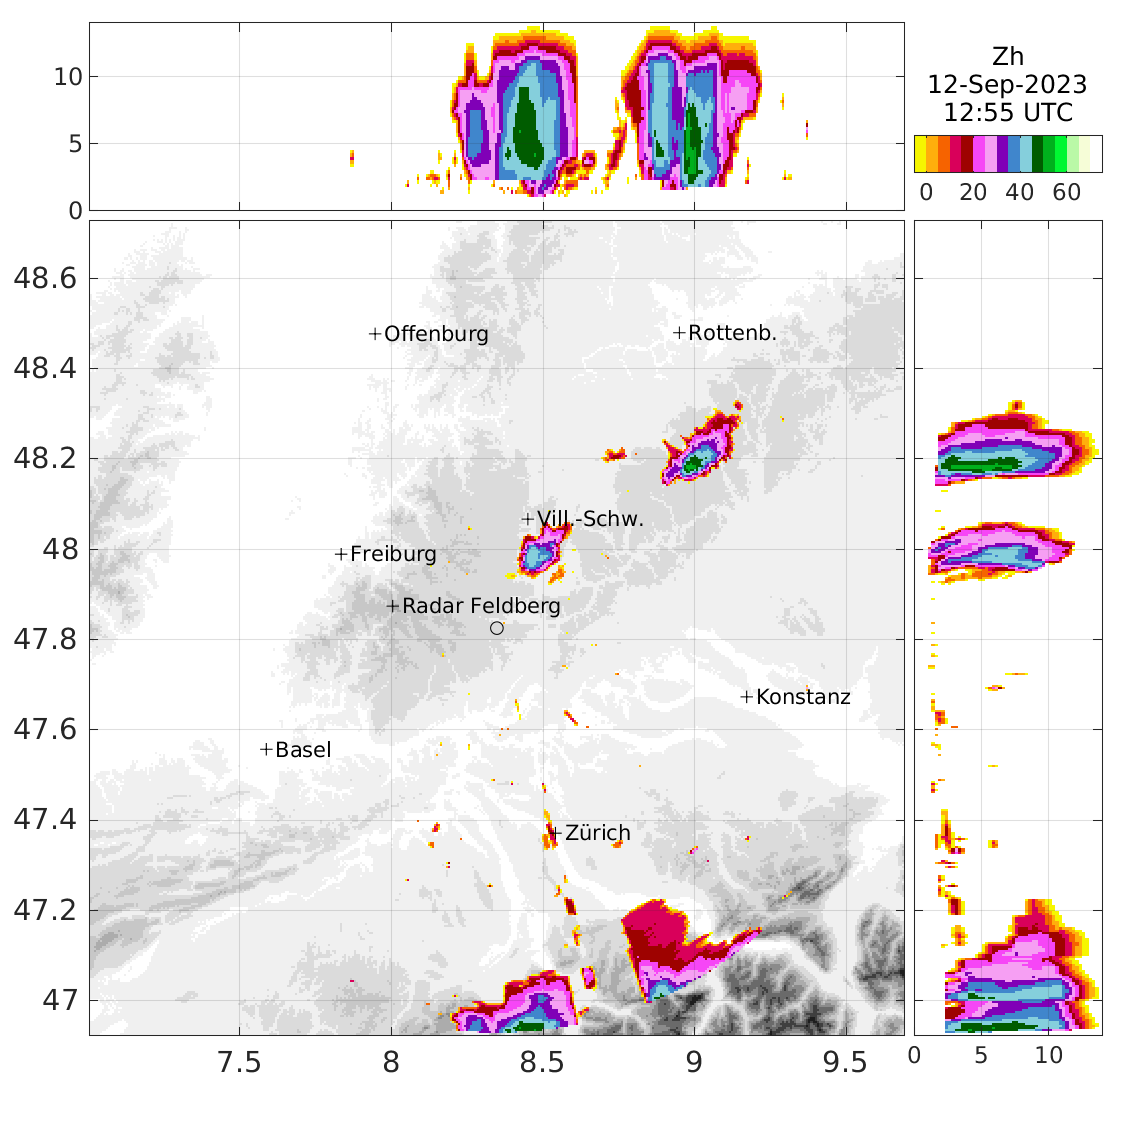 10
5
0
Zh
12-Sep-2023
12:55 UTC
0 20 40 60
48.6
48.4
48.2
48
47.8
47.6
47.4
47.2
47
+Offenburg
+Rottenb.
+Vill.-Schw.
+Freiburg
+Radar Feldberg
+Konstanz
+Basel
+Zürich
7.5 8 8.5 9 9.5
0 5 10